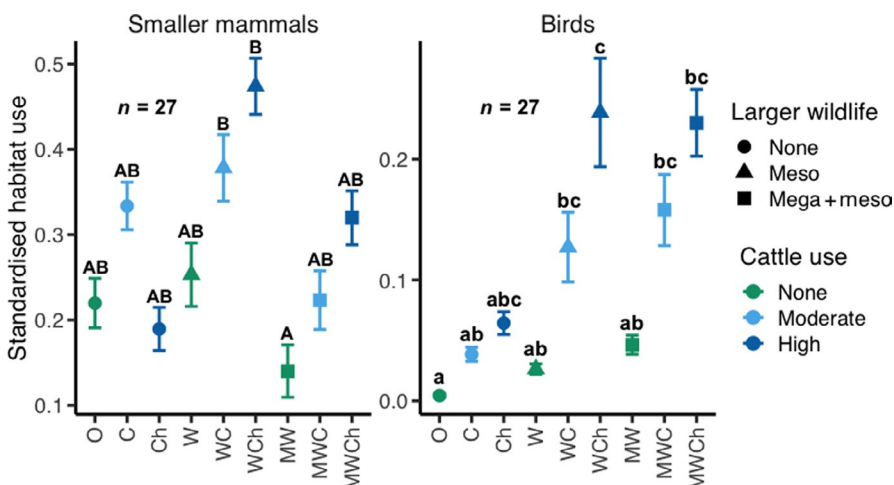 Smaller mammals
Birds
Standardised habitat use
0.5
0.4
0.3
0.2
0.1
n = 27
AB
AB
AB
AB
B
B
A
AB
AB
O
C
Ch
W
WC
WCh
MW
MWC
MWCh
0.2
0.1
0.0
n = 27
a
ab
abc
ab
bc
c
ab
bc
bc
O
C
Ch
W
WC
WCh
MW
MWC
MWCh
Larger wildlife
None
Meso
Mega+meso
Cattle use
None
Moderate
High